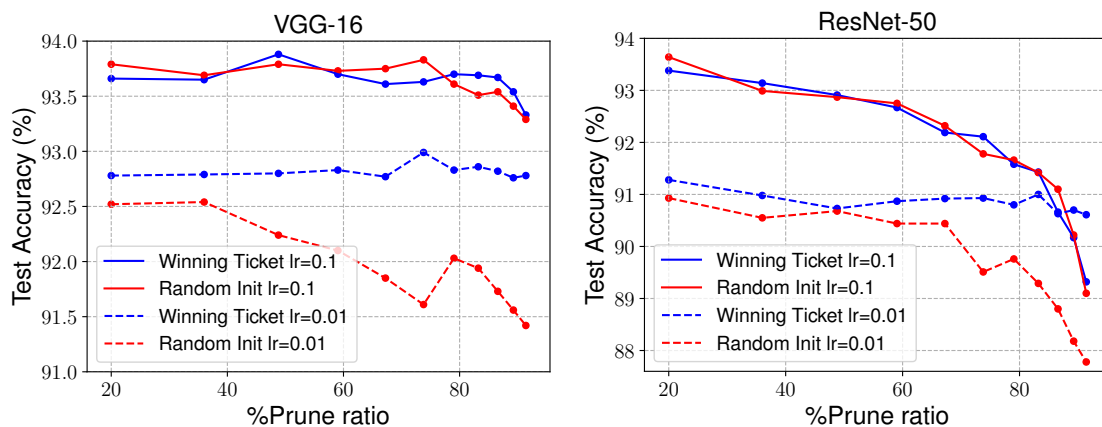 VGG-16
Test Accuracy (%)
94.0
93.5
93.0
92.5
92.0
91.5
91.0
Winning Ticket lr=0.1
Random Init lr=0.1
Winning Ticket lr=0.01
Random Init lr=0.01
20 40 60 80
%Prune ratio
ResNet-50
Test Accuracy (%)
94
93
92
91
90
89
88
Winning Ticket lr=0.1
Random Init lr=0.1
Winning Ticket lr=0.01
Random Init lr=0.01
20 40 60 80
%Prune ratio